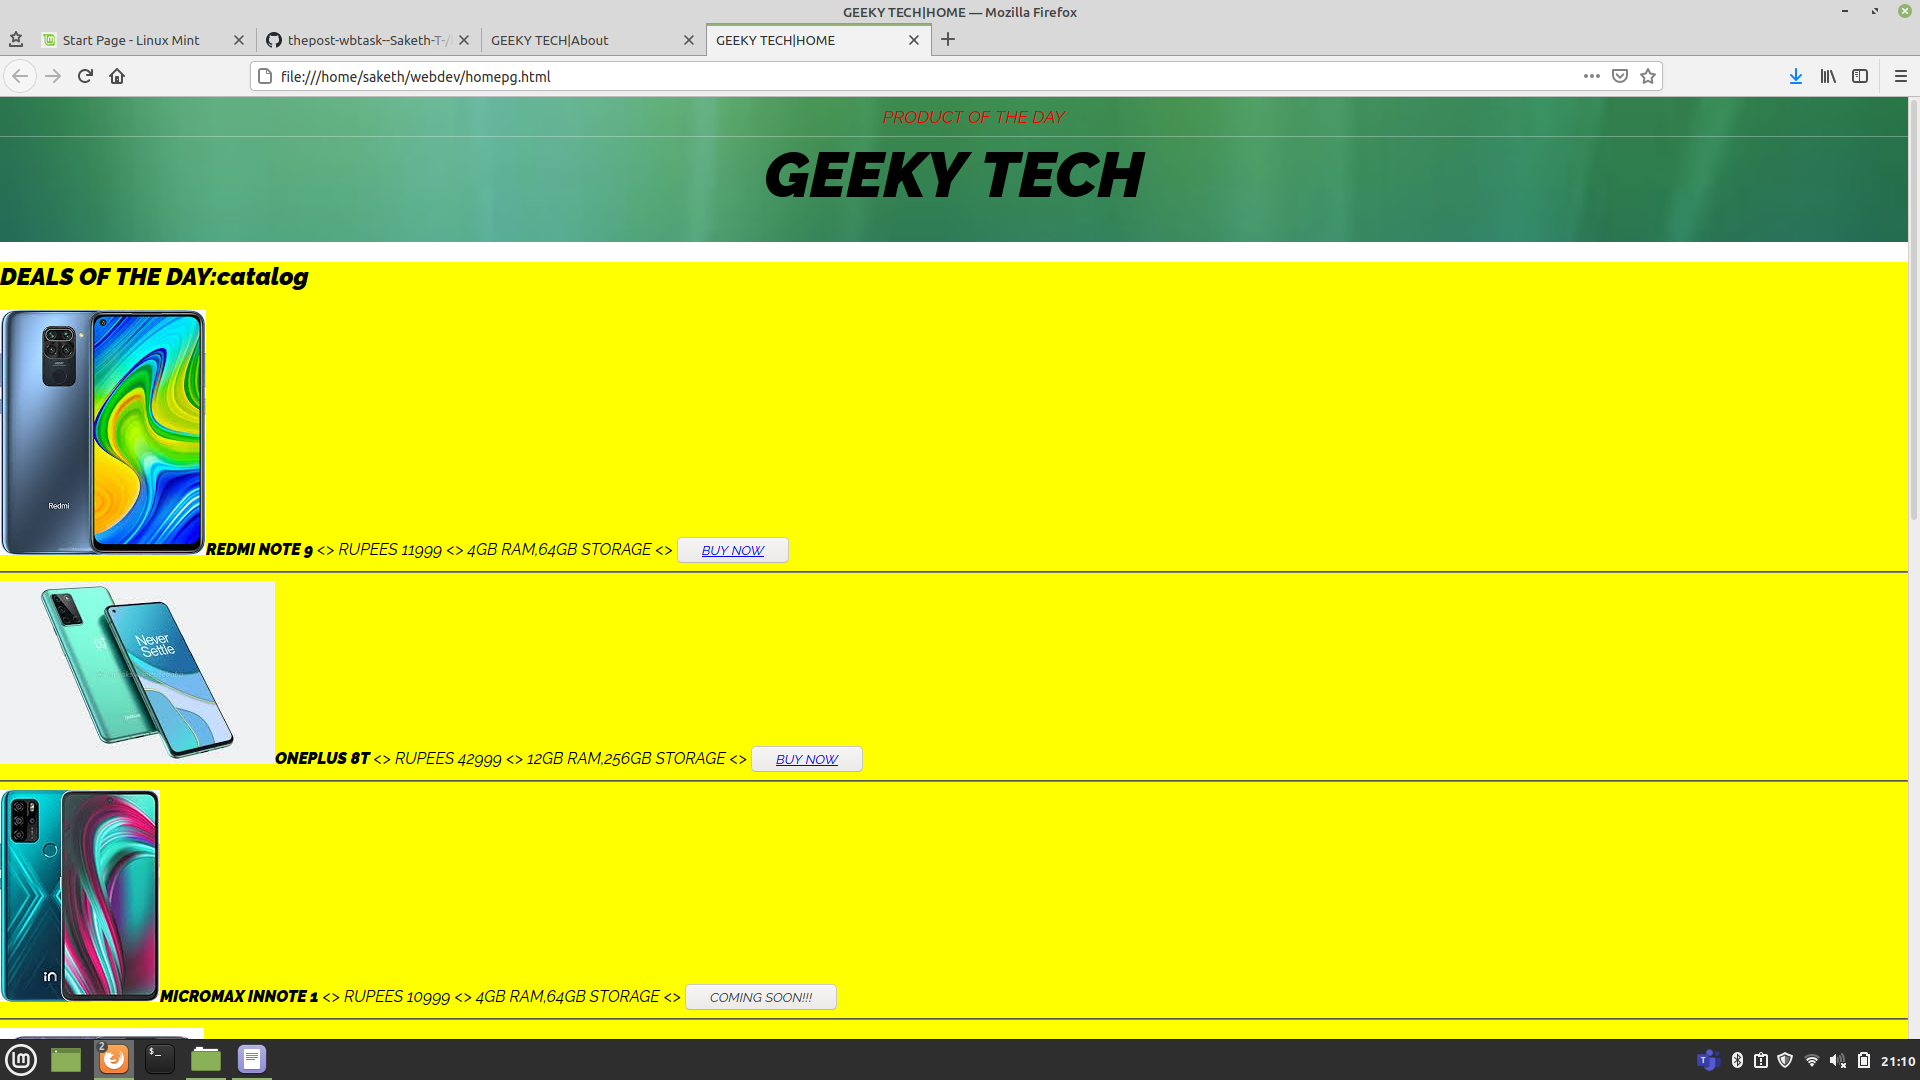 GEEKY TECH|HOME — Mozilla Firefox
Start Page - Linux Mint
thepost-wbtask--Saketh-T-/
GEEKY TECH|About
GEEKY TECH|HOME
file:///home/saketh/webdev/homepg.html
PRODUCT OF THE DAY
GEEKY TECH
DEALS OF THE DAY:catalog
Redmi
REDMI NOTE 9 <> RUPEES 11999 <> 4GB RAM,64GB STORAGE <> BUY NOW
Never
Settle
ONEPLUS 8T <> RUPEES 42999 <> 12GB RAM,256GB STORAGE <> BUY NOW
in
MICROMAX INNOTE 1 <> RUPEES 10999 <> 4GB RAM,64GB STORAGE <> COMING SOON!!!
2
21:10